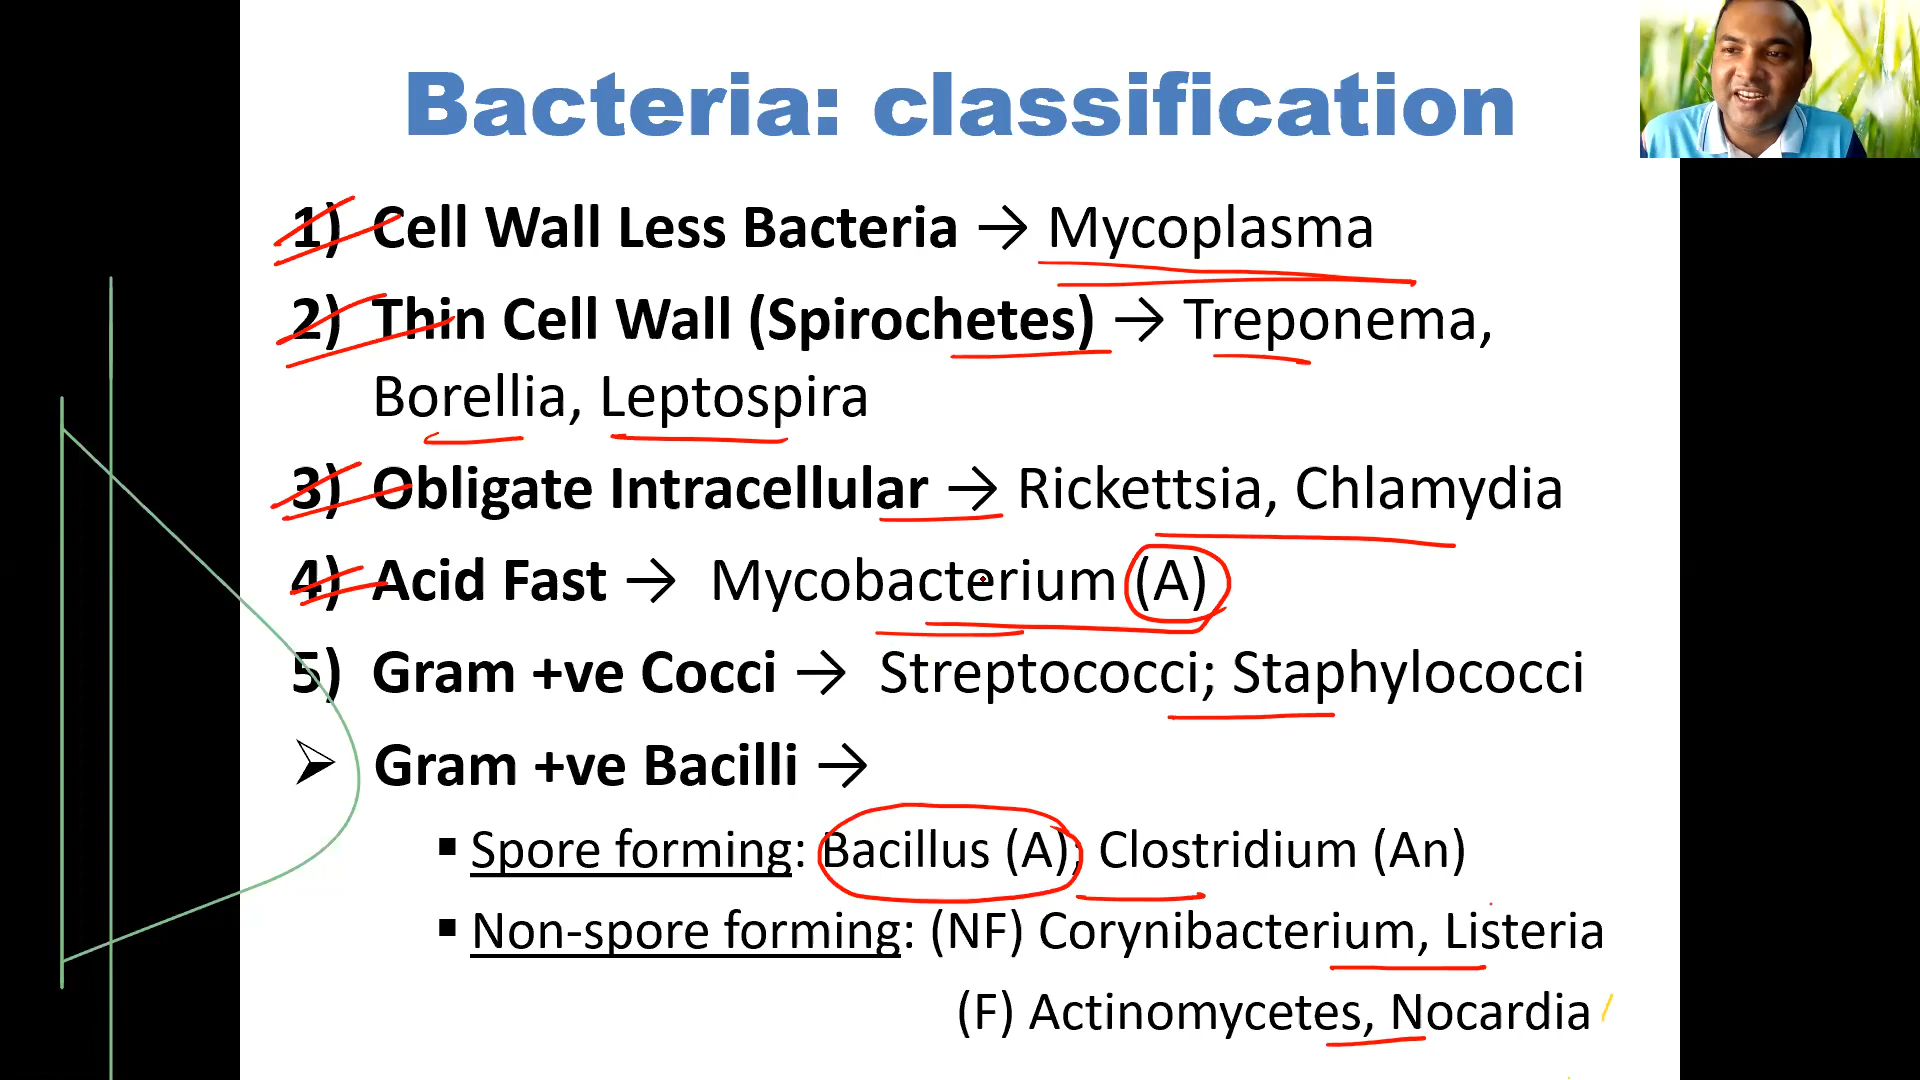 Bacteria: classification
1) Cell Wall Less Bacteria → Mycoplasma
2) Thin Cell Wall (Spirochetes) → Treponema,
Borellia, Leptospira
3) Obligate Intracellular → Rickettsia, Chlamydia
4) Acid Fast → Mycobacterium (A)
5) Gram +ve Cocci → Streptococci; Staphylococci
➢ Gram +ve Bacilli →
▪ Spore forming: Bacillus (A); Clostridium (An)
▪ Non-spore forming: (NF) Corynibacterium, Listeria
(F) Actinomycetes, Nocardia